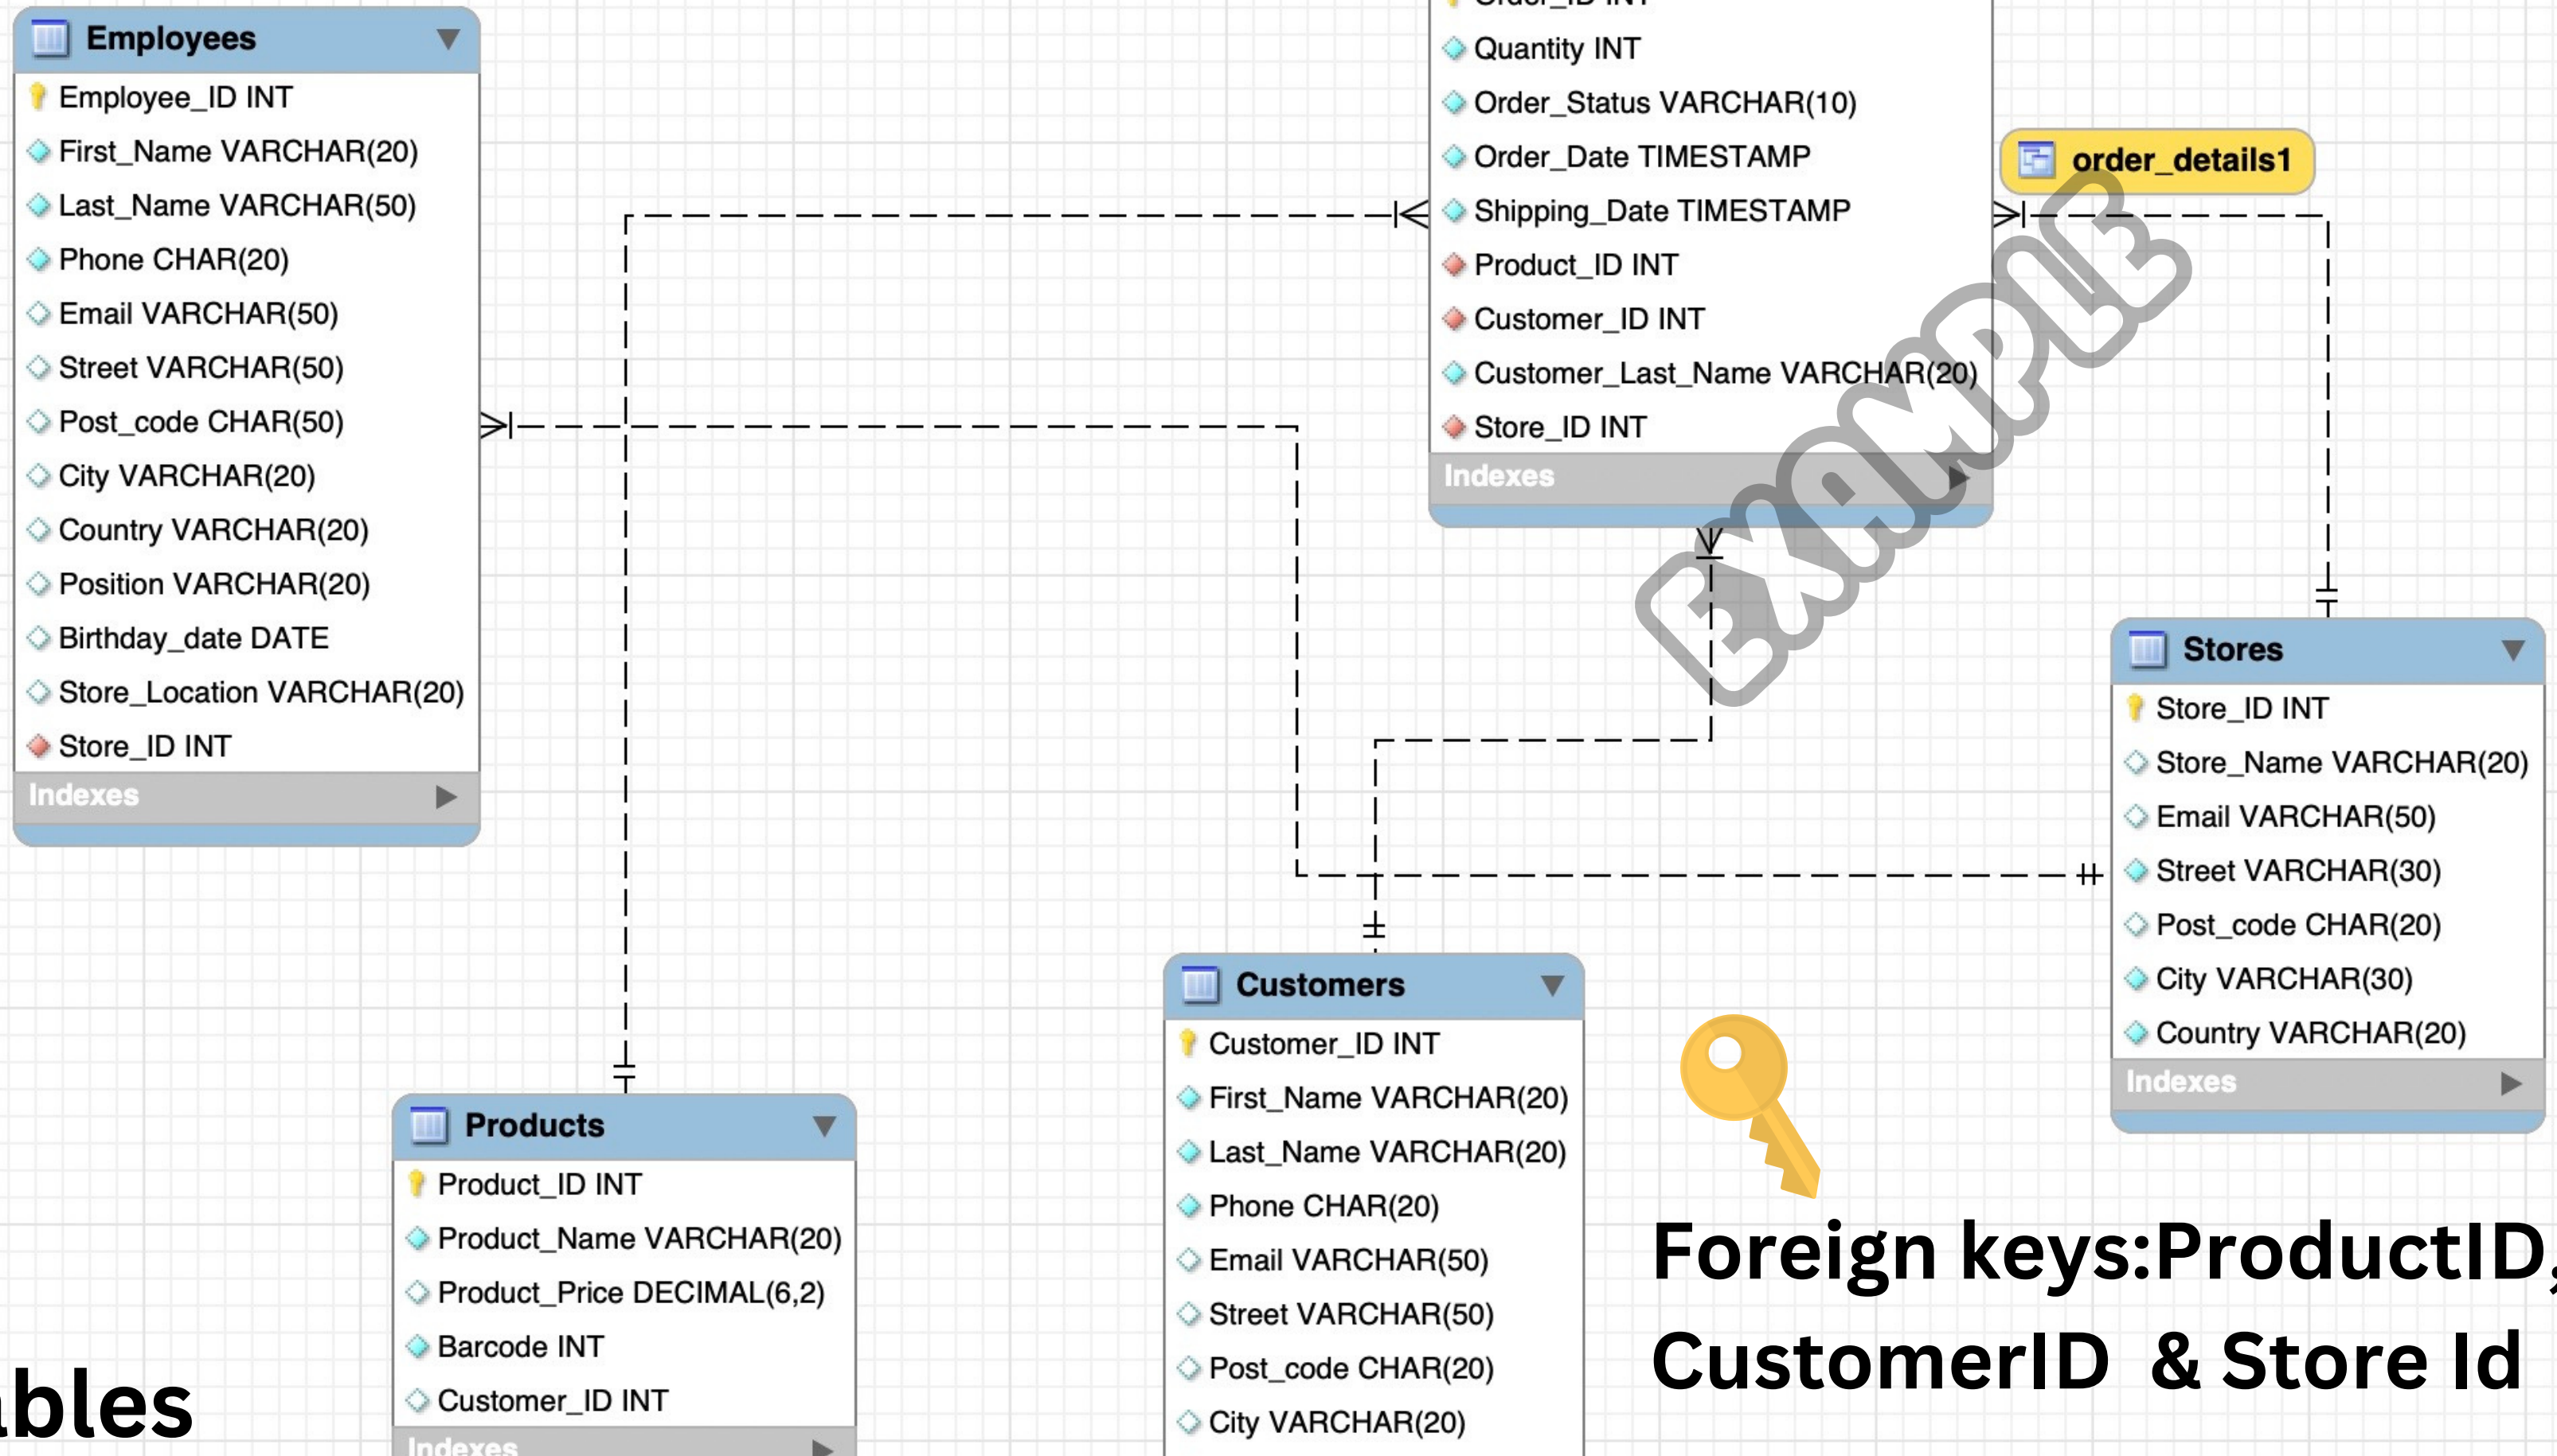 Employees
Employee_ID INT
First_Name VARCHAR(20)
Last_Name VARCHAR(50)
Phone CHAR(20)
Email VARCHAR(50)
Street VARCHAR(50)
Post_code CHAR(50)
City VARCHAR(20)
Country VARCHAR(20)
Position VARCHAR(20)
Birthday_date DATE
Store_Location VARCHAR(20)
Store_ID INT
Indexes
Order_ID INT
Quantity INT
Order_Status VARCHAR(10)
Order_Date TIMESTAMP
Shipping_Date TIMESTAMP
Product_ID INT
Customer_ID INT
Customer_Last_Name VARCHAR(20)
Store_ID INT
Indexes
order_details1
EXAMPLE
Stores
Store_ID INT
Store_Name VARCHAR(20)
Email VARCHAR(50)
Street VARCHAR(30)
Post_code CHAR(20)
City VARCHAR(30)
Country VARCHAR(20)
Indexes
Products
Product_ID INT
Product_Name VARCHAR(20)
Product_Price DECIMAL(6,2)
Barcode INT
Customer_ID INT
Indexes
Customers
Customer_ID INT
First_Name VARCHAR(20)
Last_Name VARCHAR(20)
Phone CHAR(20)
Email VARCHAR(50)
Street VARCHAR(50)
Post_code CHAR(20)
City VARCHAR(20)
Foreign keys:ProductID,
CustomerID & Store Id